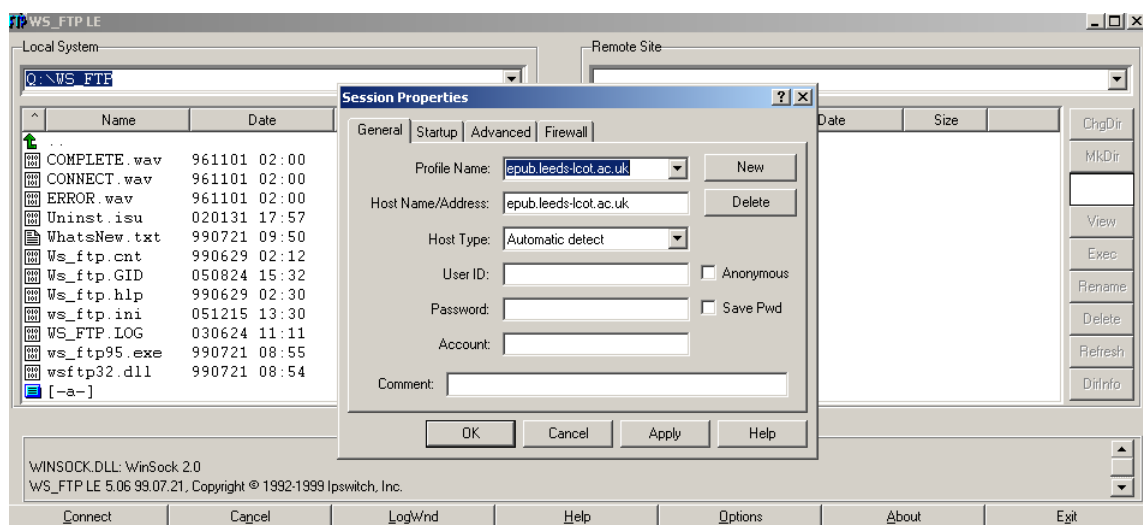 WS_FTP LE
Local System
Remote Site
Q:\WS_FTP
^ Name Date
Date Size
ChgDir
MkDir
View
Exec
Rename
Delete
Refresh
DirInfo
..
COMPLETE.wav 961101 02:00
CONNECT.wav 961101 02:00
ERROR.wav 961101 02:00
Uninst.isu 020131 17:57
WhatsNew.txt 990721 09:50
Ws_ftp.cnt 990629 02:12
Ws_ftp.GID 050824 15:32
Ws_ftp.hlp 990629 02:30
ws_ftp.ini 051215 13:30
WS_FTP.LOG 030624 11:11
ws_ftp95.exe 990721 08:55
wsftp32.dll 990721 08:54
[-a-]
Session Properties
General Startup Advanced Firewall
Profile Name: epub.leeds-lcot.ac.uk New
Host Name/Address: epub.leeds-lcot.ac.uk Delete
Host Type: Automatic detect
User ID: Anonymous
Password: Save Pwd
Account:
Comment:
OK Cancel Apply Help
WINSOCK.DLL: WinSock 2.0
WS_FTP LE 5.06 99.07.21, Copyright © 1992-1999 Ipswitch, Inc.
Connect Cancel LogWnd Help Options About Exit